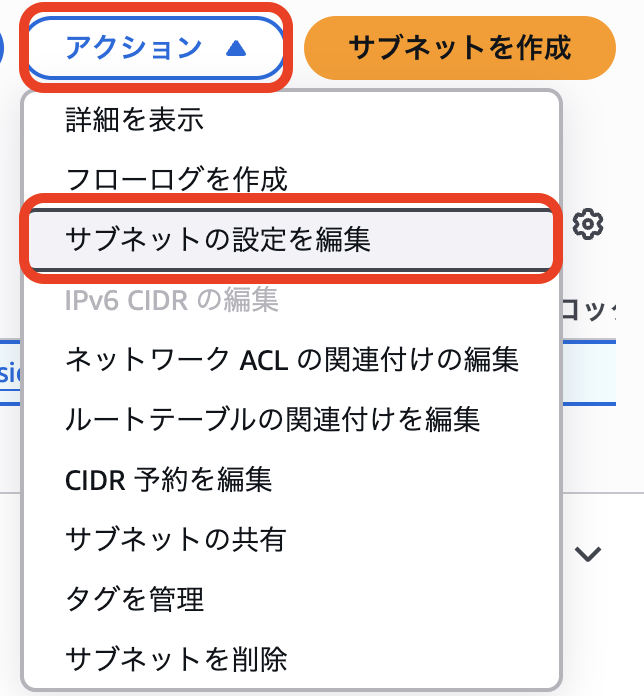 アクション ▲
サブネットを作成
詳細を表示
フローログを作成
サブネットの設定を編集
IPv6 CIDR の編集
ロック
ネットワーク ACL の関連付けの編集
ルートテーブルの関連付けを編集
CIDR 予約を編集
サブネットの共有
タグを管理
サブネットを削除